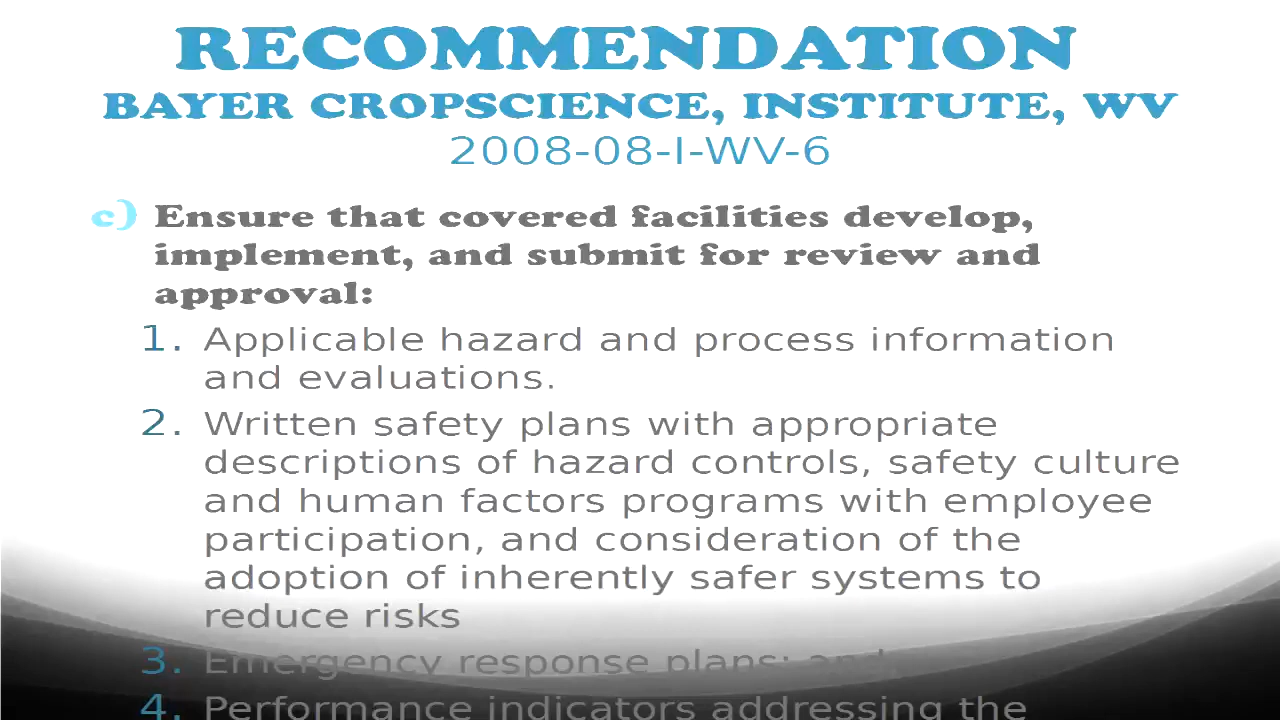 RECOMMENDATION
BAYER CROPSCIENCE, INSTITUTE, WV
2008-08-I-WV-6
c) Ensure that covered facilities develop,
implement, and submit for review and
approval:
1. Applicable hazard and process information
and evaluations.
2. Written safety plans with appropriate
descriptions of hazard controls, safety culture
and human factors programs with employee
participation, and consideration of the
adoption of inherently safer systems to
reduce risks
3. Emergency response plans; and,
4. Performance indicators addressing the